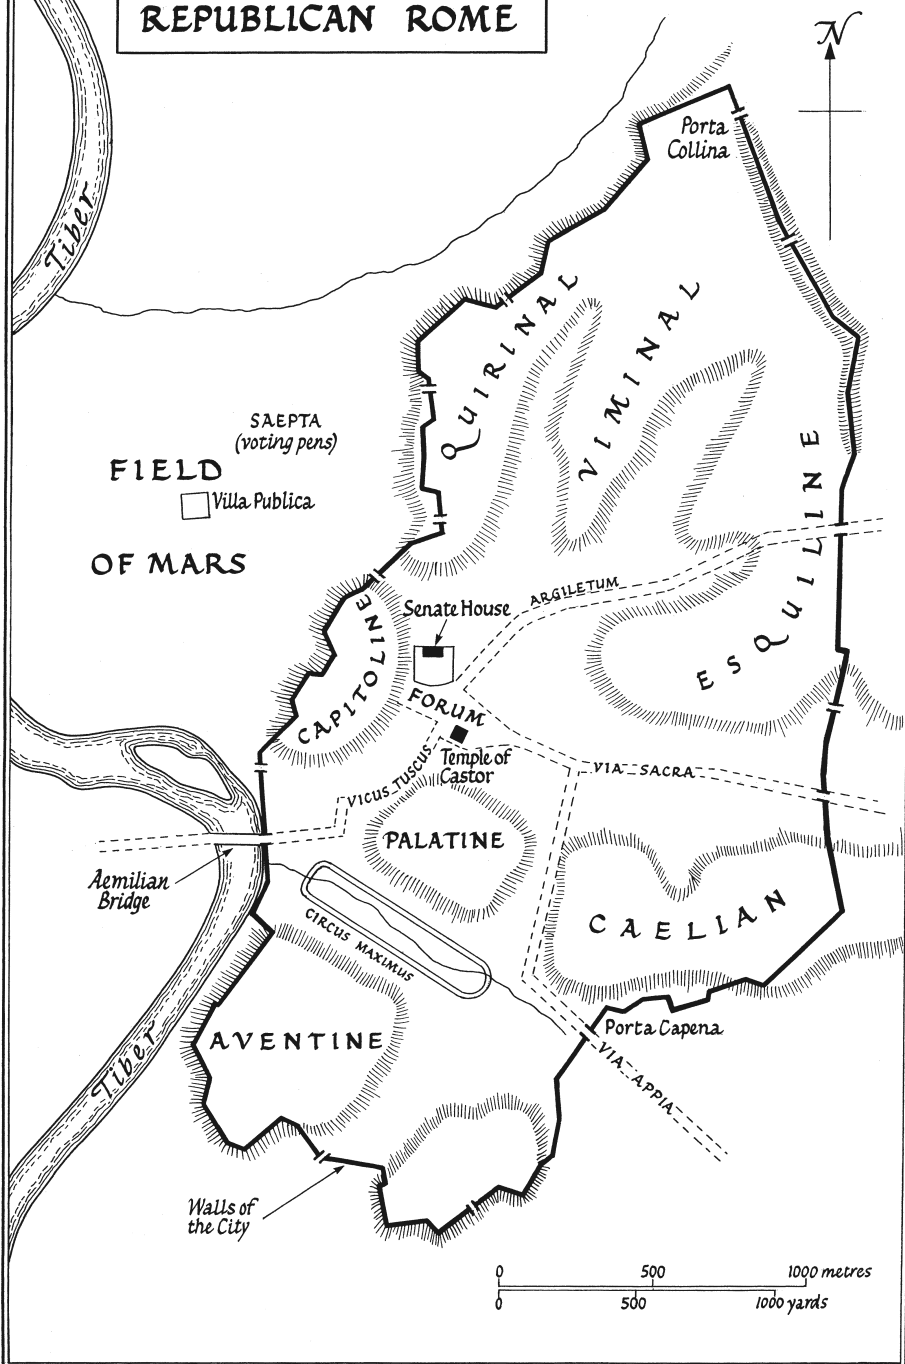 REPUBLICAN ROME
N
Porta
Collina
Tiber
QUIRINAL
VIMINAL
SAEPTA
(voting pens)
FIELD
Villa Publica
OF MARS
ESQUILINE
ARGILETUM
Senate House
CAPITOLINE
FORUM
Temple of
Castor
VIA SACRA
VICUS TUSCUS
PALATINE
Aemilian
Bridge
CIRCUS MAXIMUS
CAELIAN
AVENTINE
Porta Capena
Tiber
VIA APPIA
Walls of
the City
0 500 1000 metres
0 500 1000 yards